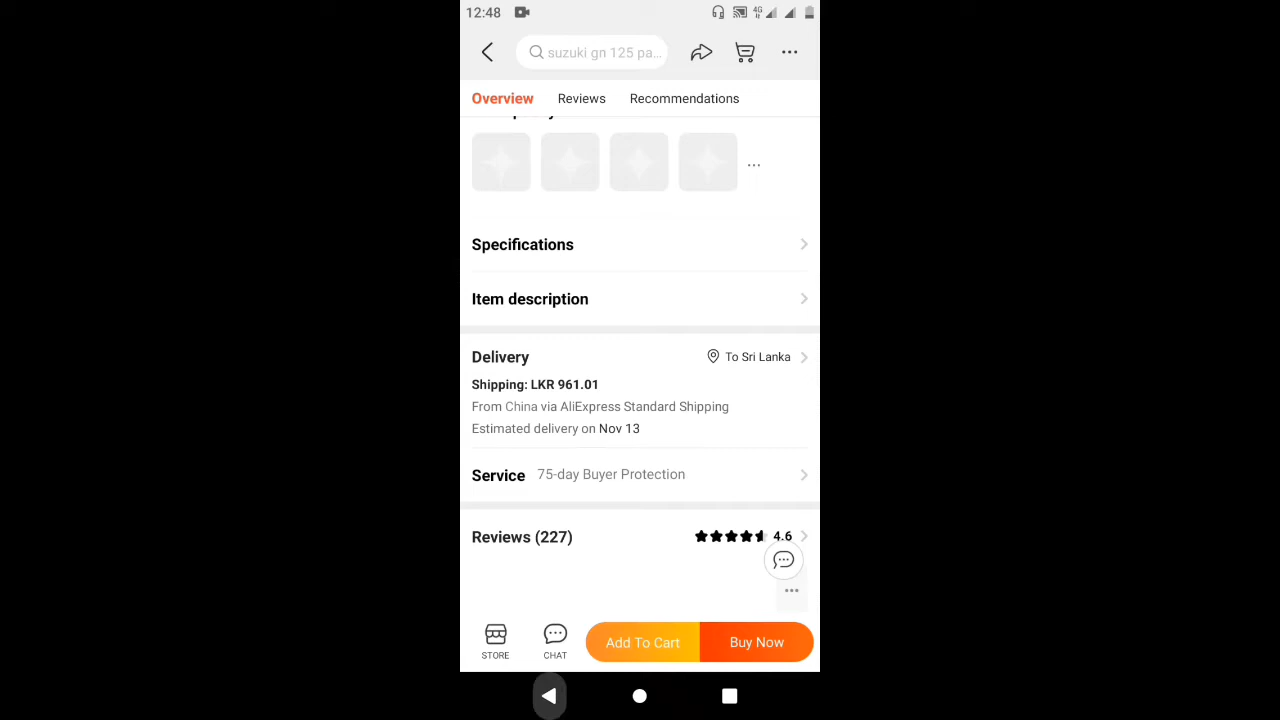 12:48
4G
suzuki gn 125 pa...
Overview
Reviews
Recommendations
...
Specifications
Item description
Delivery
To Sri Lanka
Shipping: LKR 961.01
From China via AliExpress Standard Shipping
Estimated delivery on Nov 13
Service
75-day Buyer Protection
Reviews (227)
4.6
STORE
CHAT
Add To Cart
Buy Now